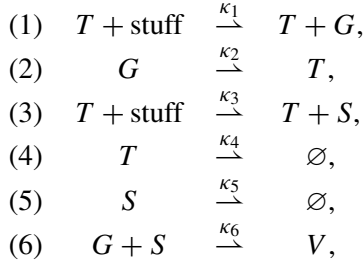 (1) T + stuff κ1⇀ T + G,
(2) G κ2⇀ T,
(3) T + stuff κ3⇀ T + S,
(4) T κ4⇀ ∅,
(5) S κ5⇀ ∅,
(6) G + S κ6⇀ V,